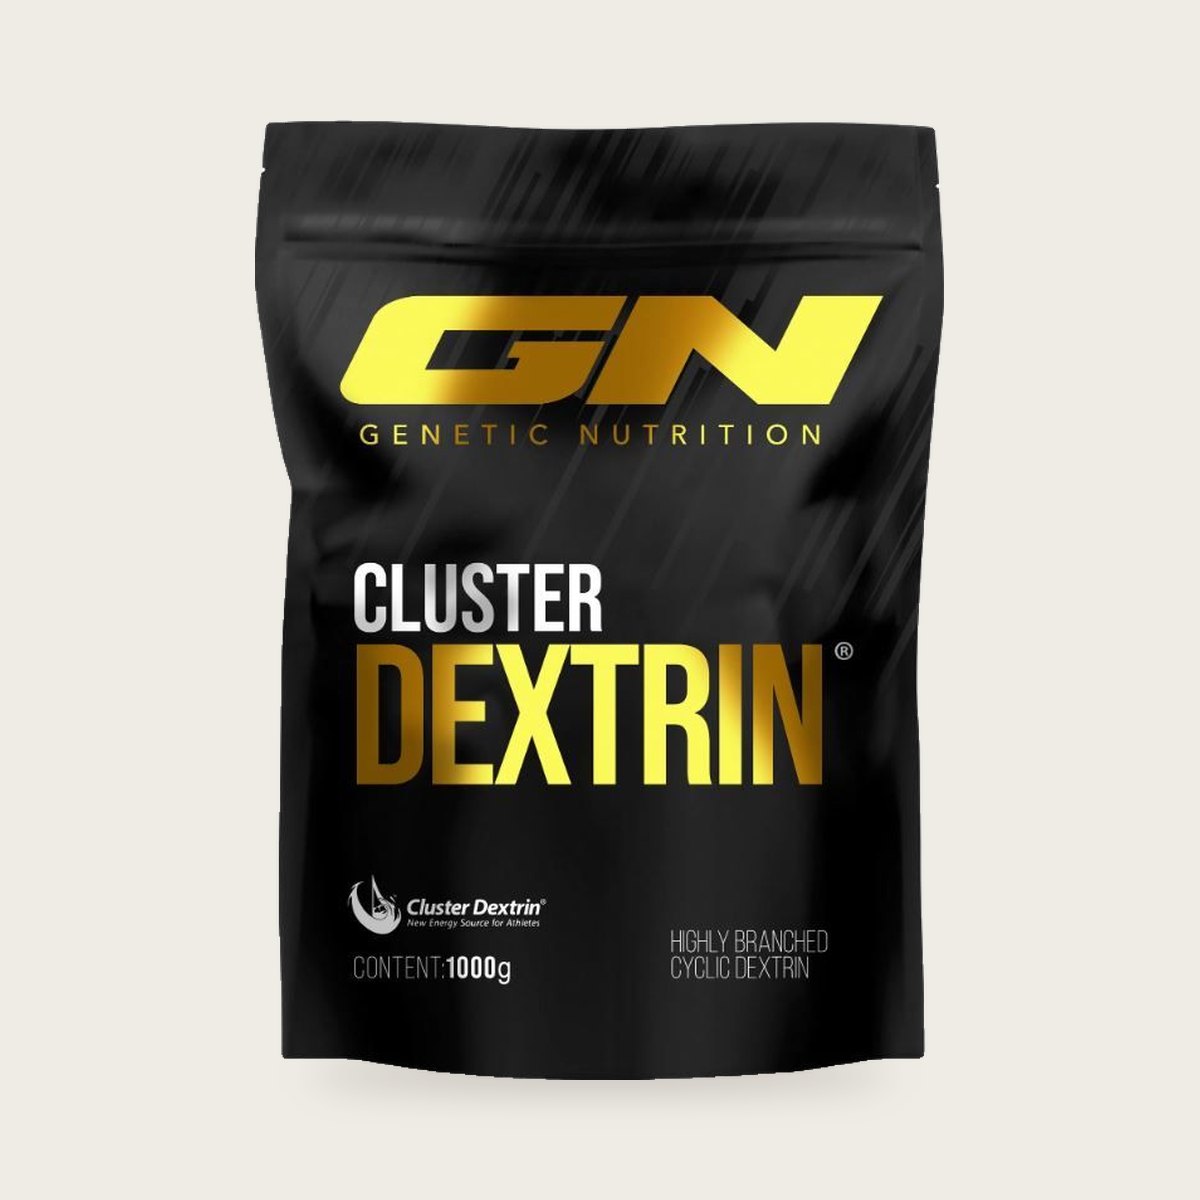 GN
GENETIC NUTRITION
CLUSTER
DEXTRIN®
Cluster Dextrin®
New Energy Source for Athletes
CONTENT:1000g
HIGHLY BRANCHED
CYCLIC DEXTRIN